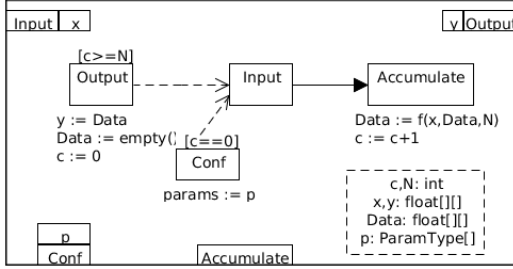 Input x
y Output
[c>=N]
Output
Input
Accumulate
y := Data
Data := empty()
c := 0
Data := f(x,Data,N)
c := c+1
[c==0]
Conf
params := p
c,N: int
x,y: float[][]
Data: float[][]
p: ParamType[]
p
Conf
Accumulate